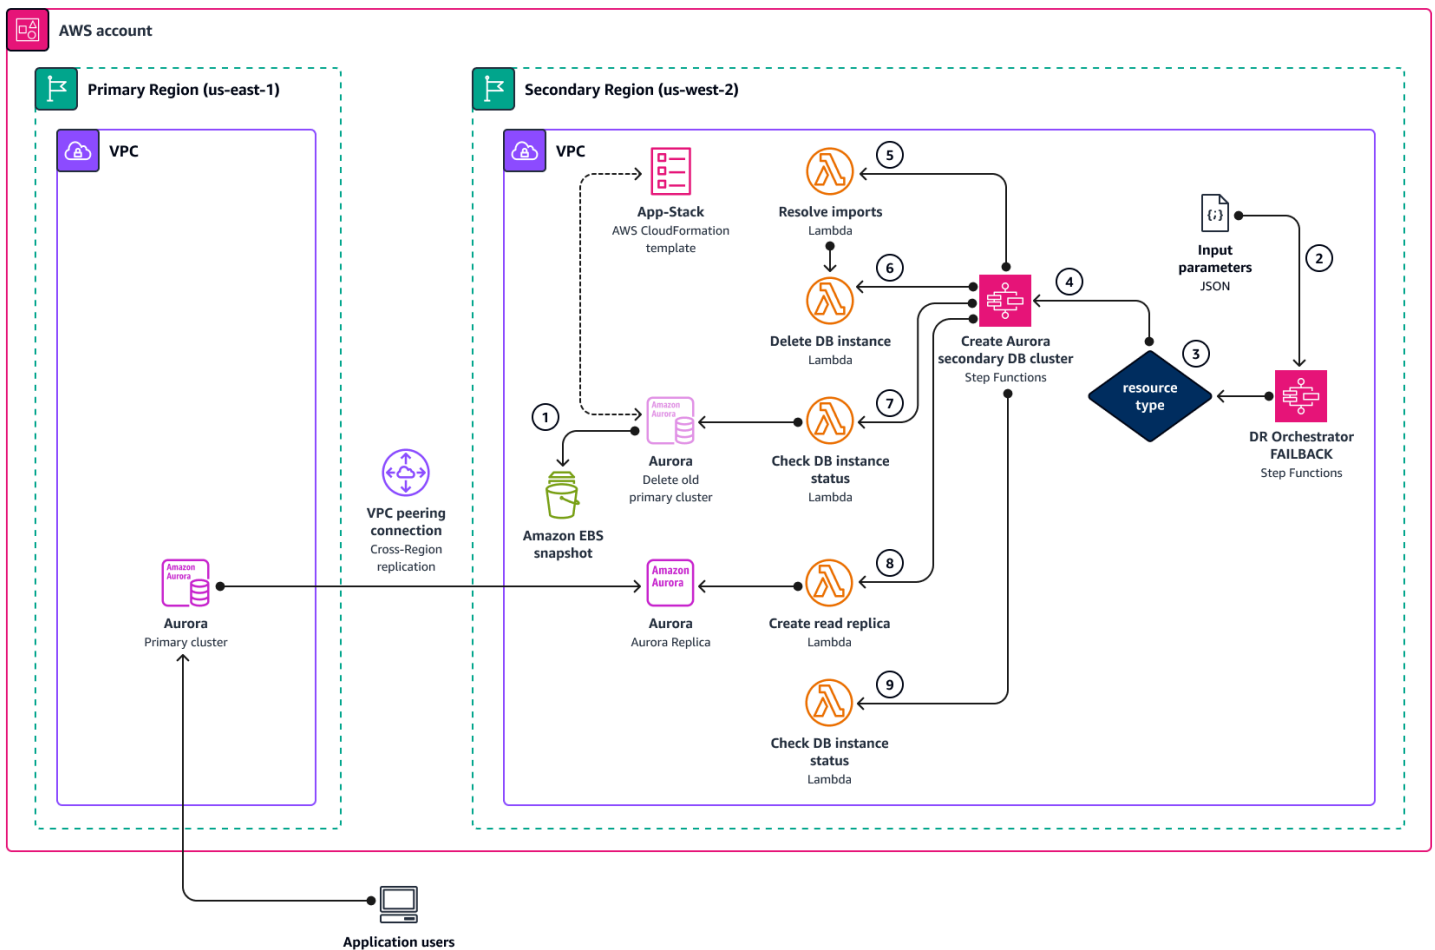 AWS account
Primary Region (us-east-1)
VPC
Amazon
Aurora
Aurora
Primary cluster
VPC peering
connection
Cross-Region
replication
Secondary Region (us-west-2)
VPC
App-Stack
AWS CloudFormation
template
5
Resolve imports
Lambda
6
Delete DB instance
Lambda
Create Aurora
secondary DB cluster
Step Functions
4
3
resource
type
{;}
Input
parameters
JSON
2
DR Orchestrator
FAILBACK
Step Functions
1
Amazon EBS
snapshot
Amazon
Aurora
Aurora
Delete old
primary cluster
7
Check DB instance
status
Lambda
Amazon
Aurora
Aurora
Aurora Replica
8
Create read replica
Lambda
9
Check DB instance
status
Lambda
Application users